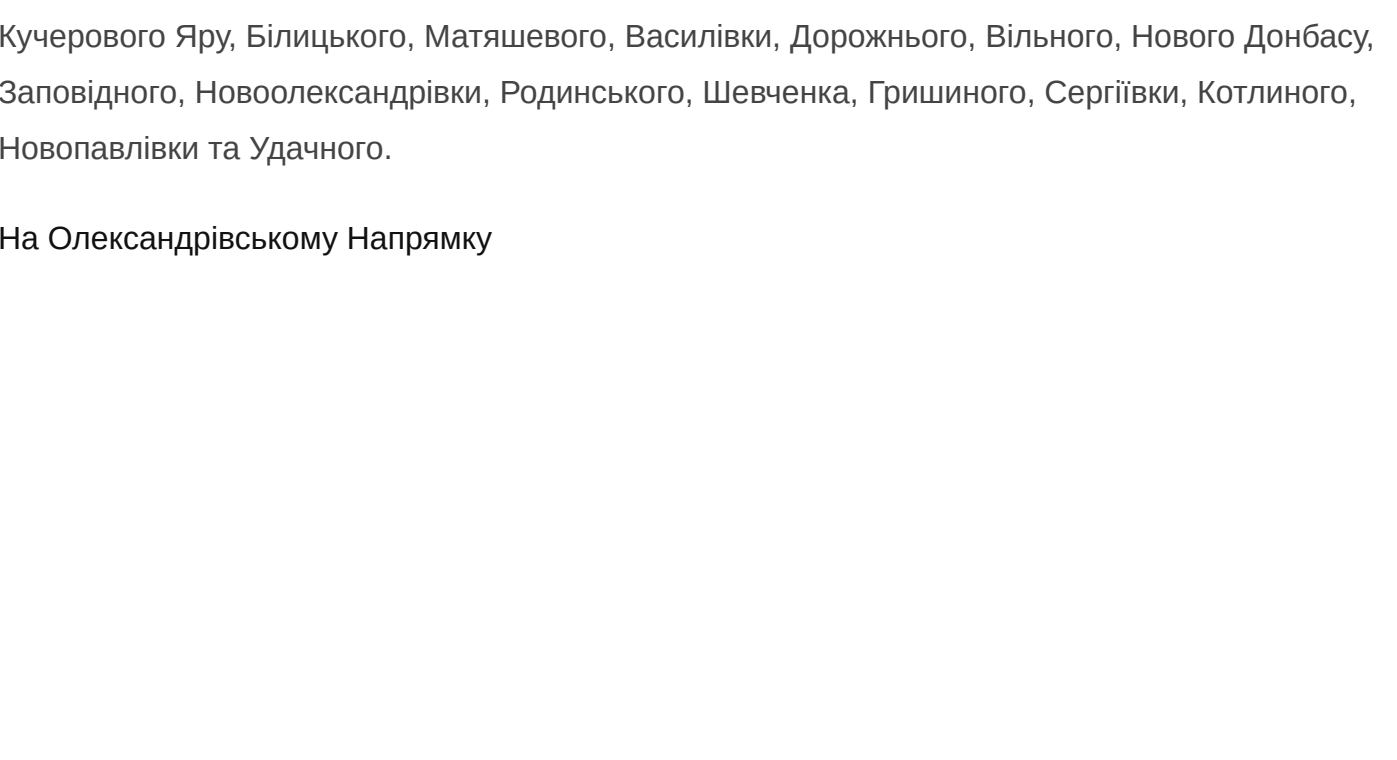 Кучерового Яру, Білицького, Матяшевого, Василівки, Дорожнього, Вільного, Нового Донбасу,
Заповідного, Новоолександрівки, Родинського, Шевченка, Гришиного, Сергіївки, Котлиного,
Новопавлівки та Удачного.
На Олександрівському Напрямку